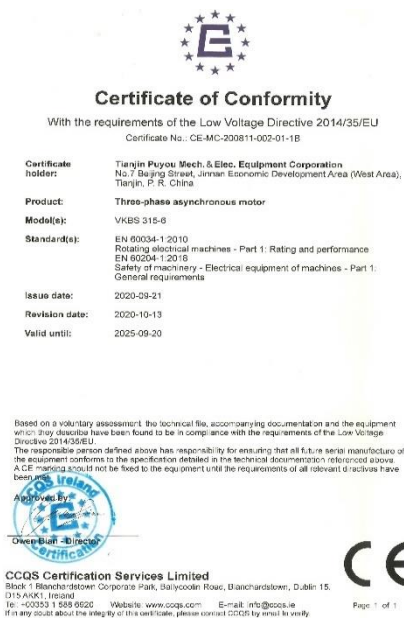 Certificate of Conformity
With the requirements of the Low Voltage Directive 2014/35/EU
Certificate No.: CE-MC-200811-002-01-1B
Certificate holder: Tianjin Puyou Mech. & Elec. Equipment Corporation
No.7 Beijing Street, Jinnan Economic Development Area (West Area),
Tianjin, P. R. China
Product: Three-phase asynchronous motor
Model(s): VKBS 315-6
Standard(s): EN 60034-1:2010
Rotating electrical machines - Part 1: Rating and performance
EN 60204-1:2018
Safety of machinery - Electrical equipment of machines - Part 1:
General requirements
Issue date: 2020-09-21
Revision date: 2020-10-13
Valid until: 2025-09-20
Based on a voluntary assessment the technical file, accompanying documentation and the equipment
which they describe have been found to be in compliance with the requirements of the Low Voltage
Directive 2014/35/EU.
The responsible person defined above has responsibility for ensuring that all future serial manufacture of
the equipment conforms to the specification detailed in the technical documentation referenced above.
A CE marking should not be fixed to the equipment until the requirements of all relevant directives have
been met.
CCQS Ireland
Approved by:
Owen Bian - Director
Certification
CCQS Certification Services Limited
Block 1 Blanchardstown Corporate Park, Ballycoolin Road, Blanchardstown, Dublin 15,
D15 AKK1, Ireland
Tel: +00353 1 588 6920 Website: www.ccqs.com E-mail: info@ccqs.ie
If in any doubt about the integrity of this certificate, please contact CCQS by email to verify.
CE
Page 1 of 1